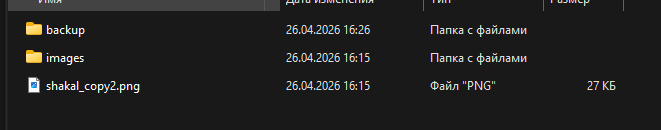 Имя Дата изменения Тип Размер
backup 26.04.2026 16:26 Папка с файлами
images 26.04.2026 16:15 Папка с файлами
shakal_copy2.png 26.04.2026 16:15 Файл "PNG" 27 КБ